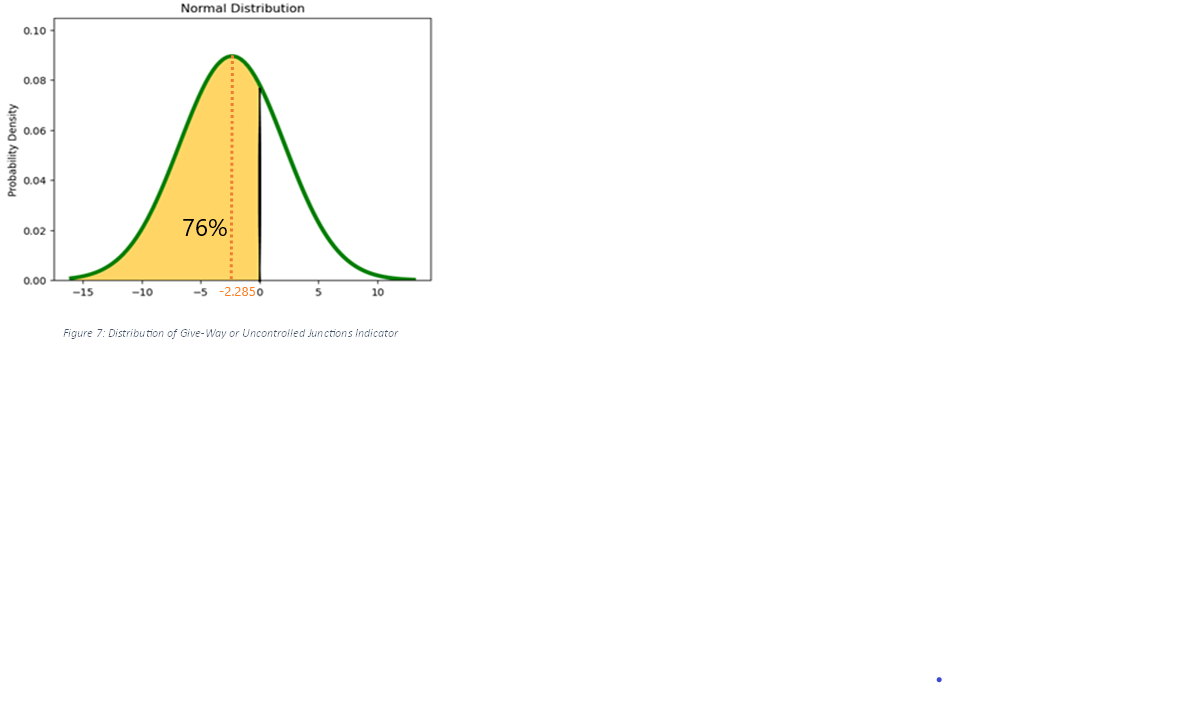 Normal Distribution
0.10
0.08
0.06
0.04
0.02
0.00
Probability Density
76%
−15 −10 −5 -2.285 0 5 10
Figure 7: Distribution of Give-Way or Uncontrolled Junctions Indicator